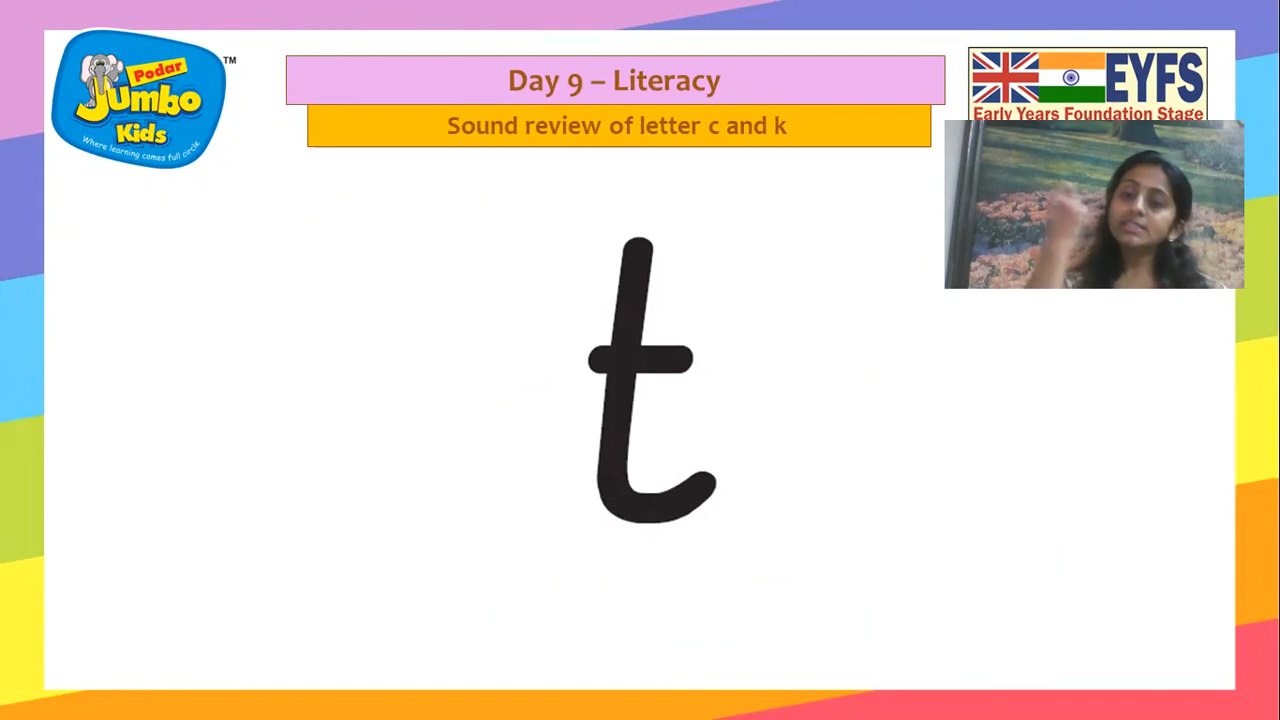 Podar
Jumbo
Kids
Where learning comes full circle
TM
Day 9 – Literacy
Sound review of letter c and k
EYFS
Early Years Foundation Stage
t